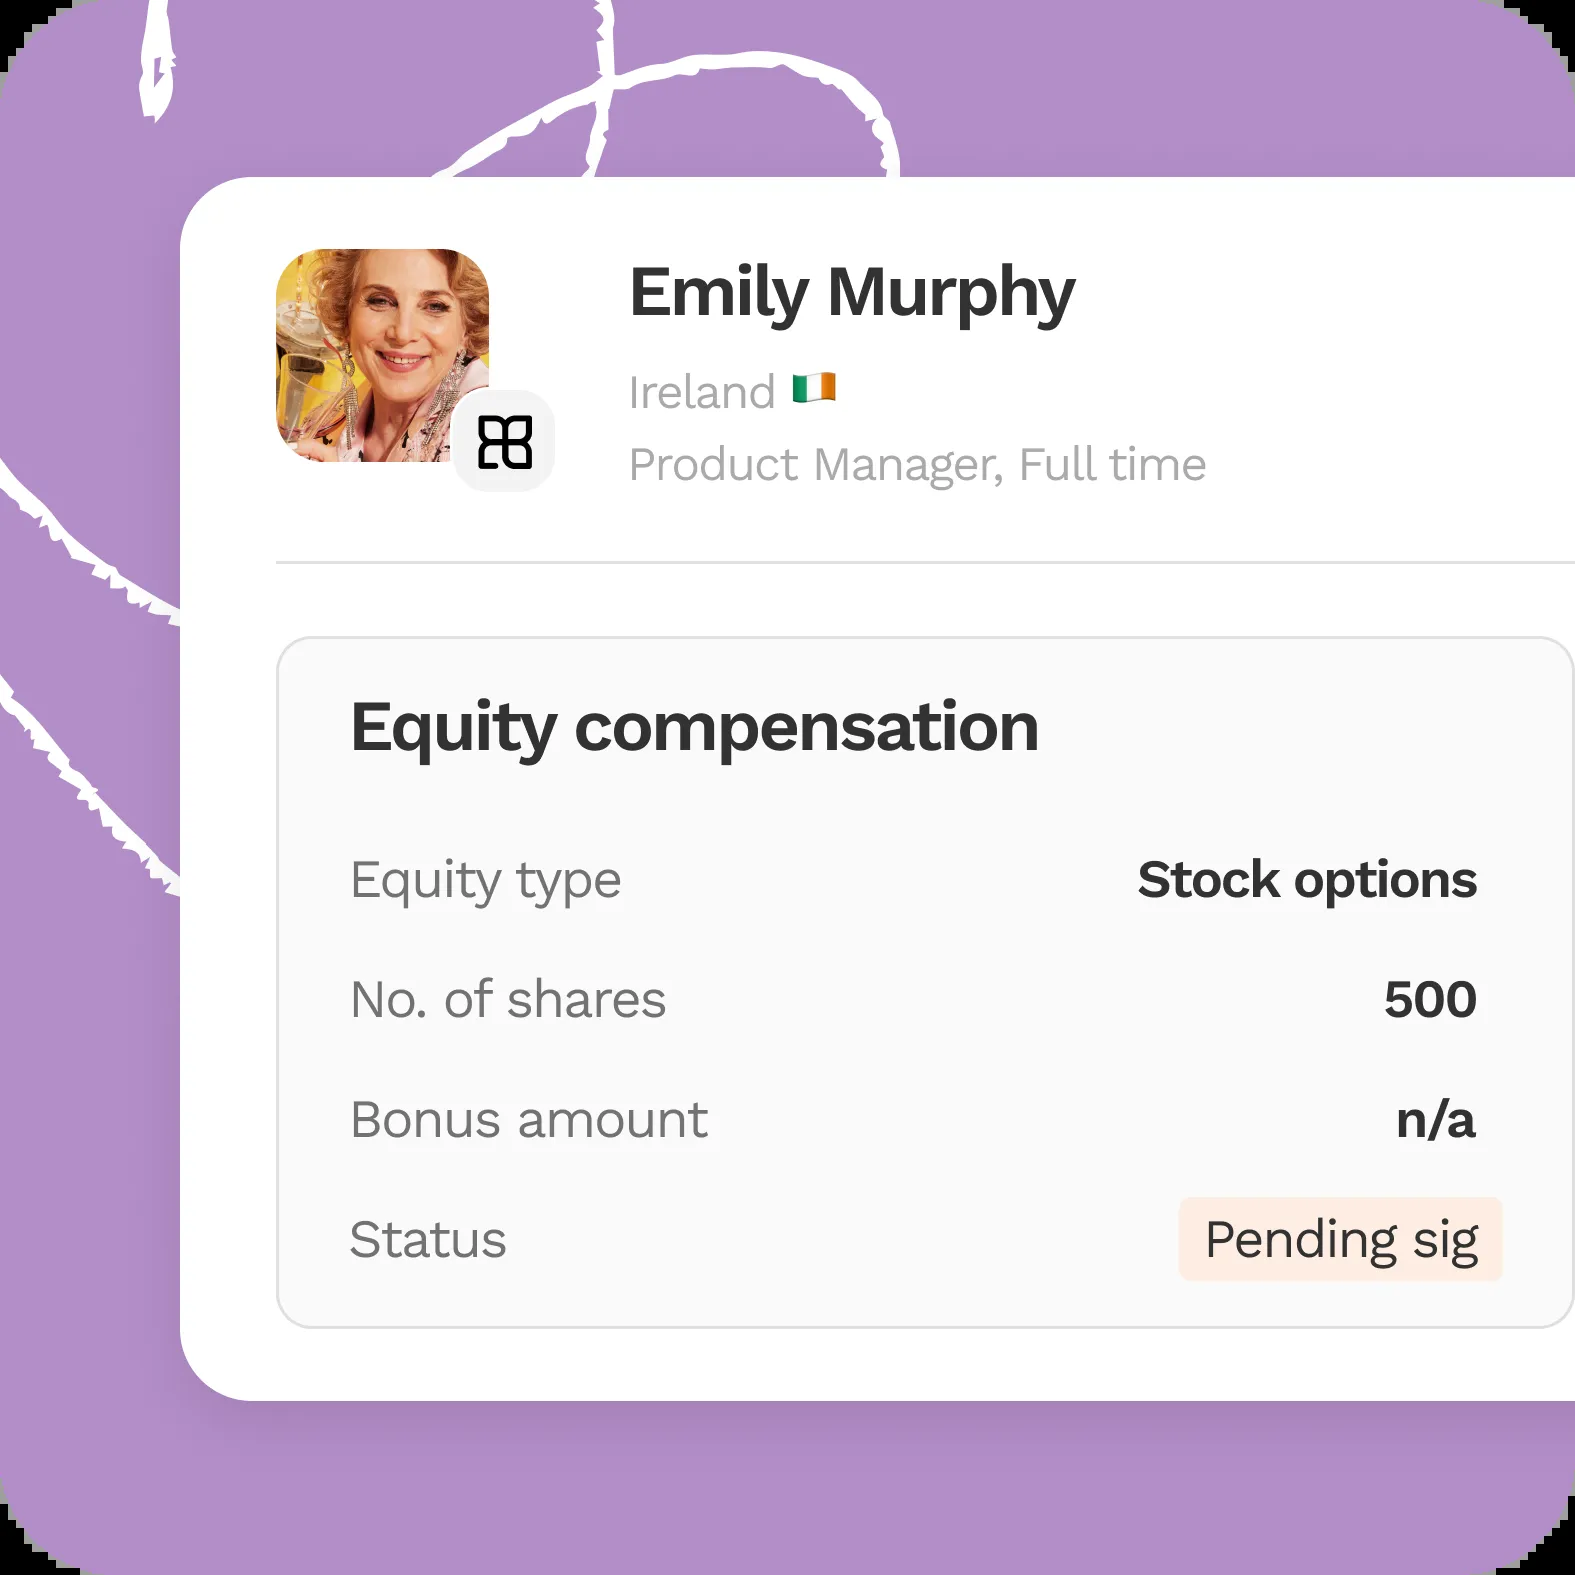 Emily Murphy
Ireland 🇮🇪
Product Manager, Full time
Equity compensation
Equity type Stock options
No. of shares 500
Bonus amount n/a
Status Pending sig